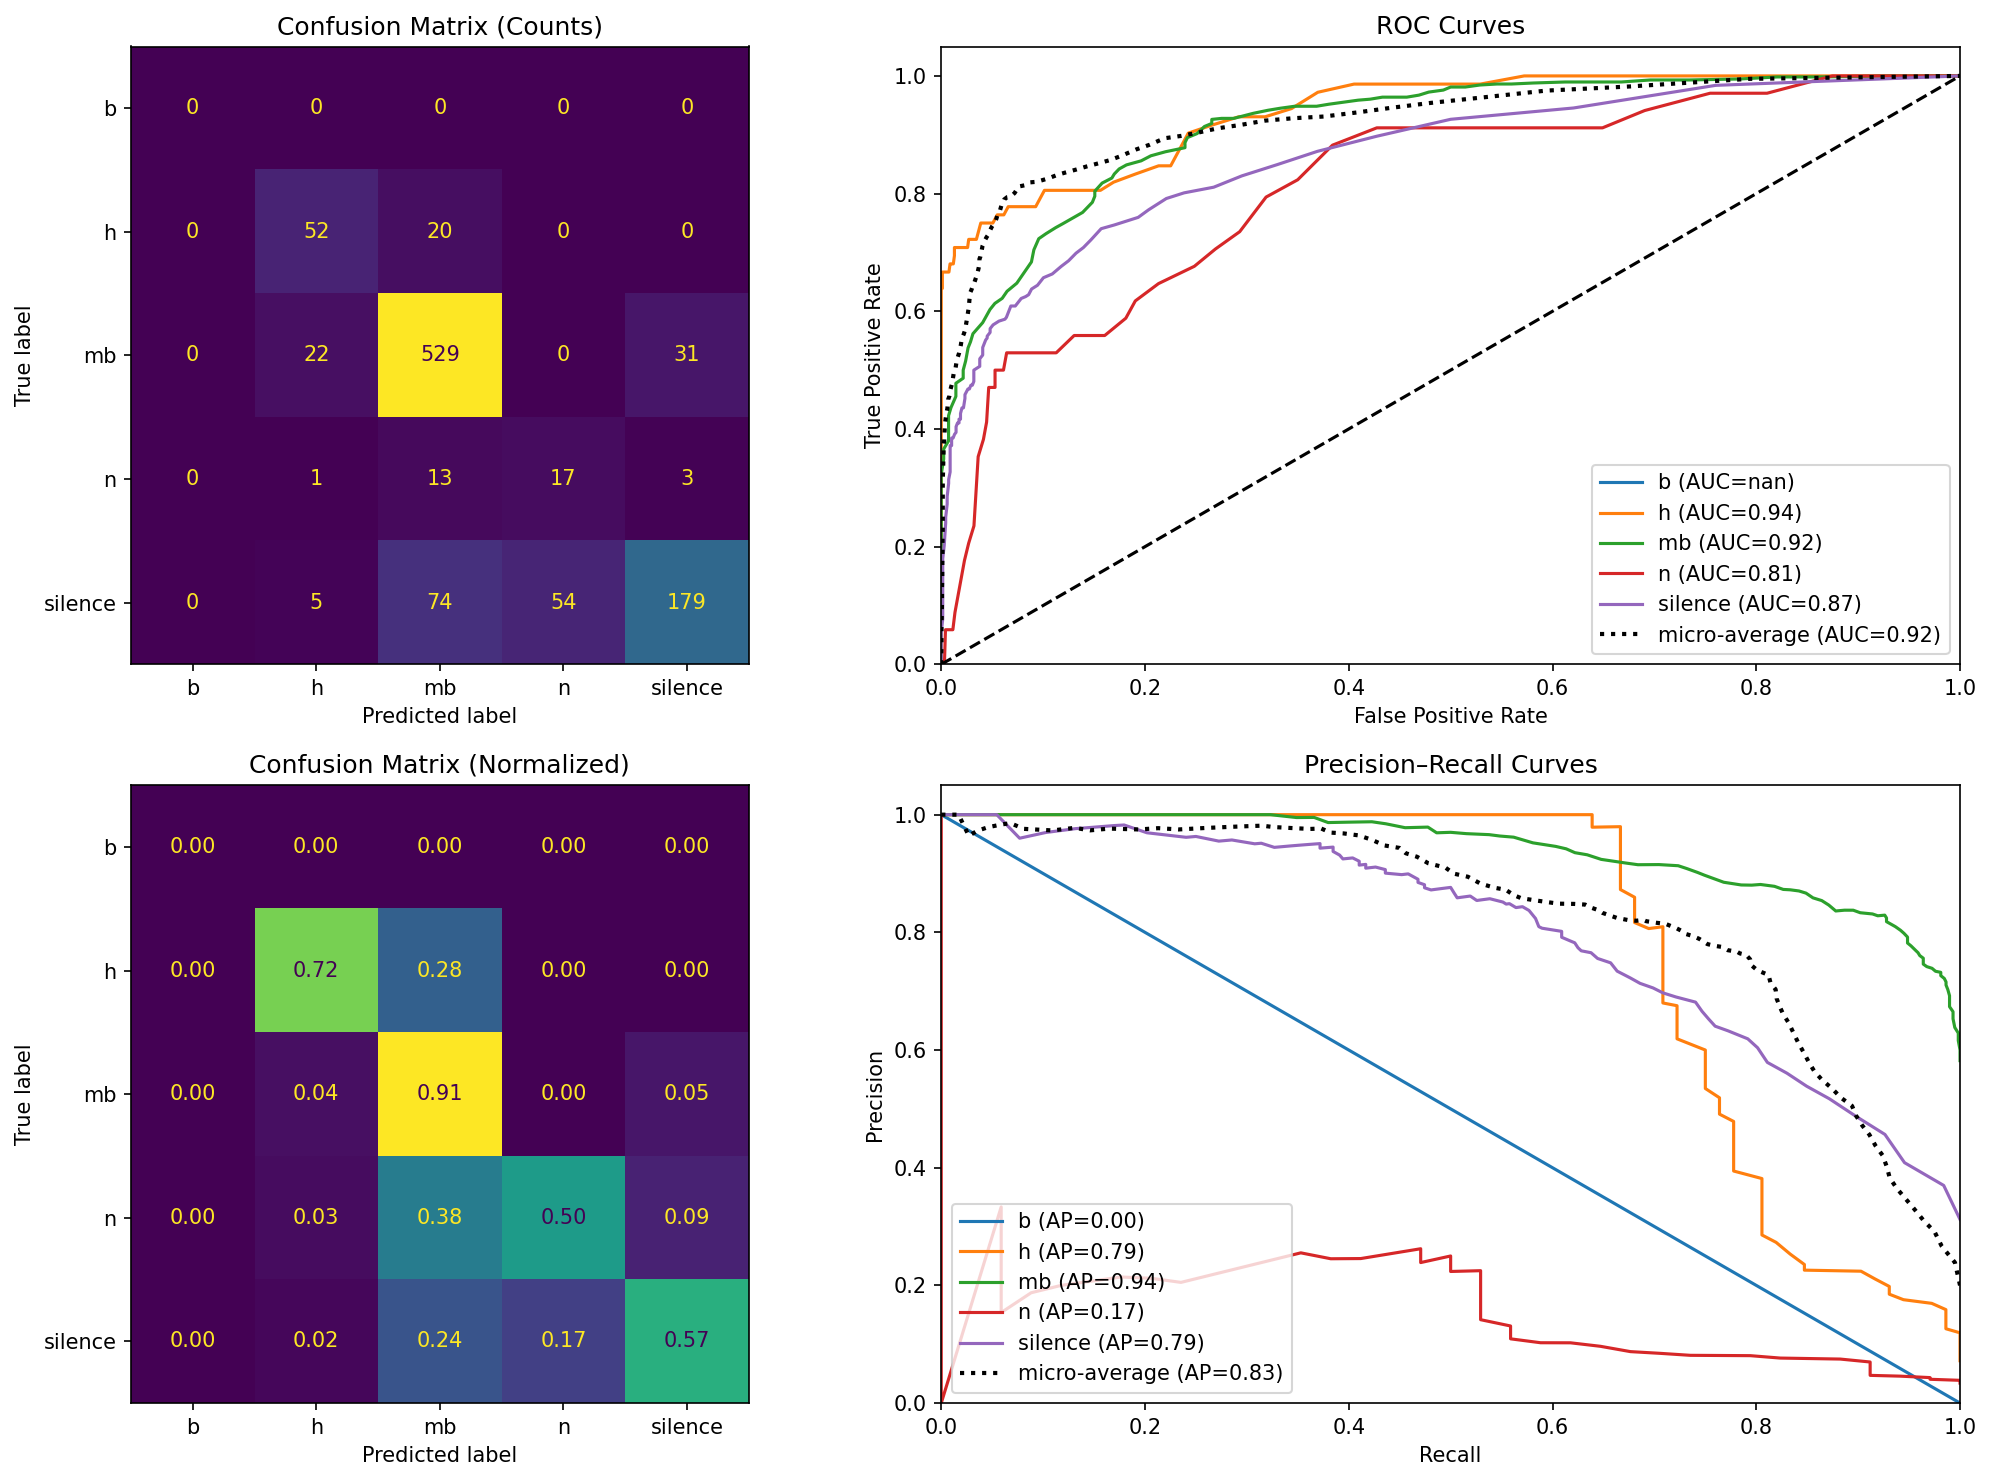 Confusion Matrix (Counts)
True label
b
h
mb
n
silence
0 0 0 0 0
0 52 20 0 0
0 22 529 0 31
0 1 13 17 3
0 5 74 54 179
b h mb n silence
Predicted label
ROC Curves
True Positive Rate
1.0
0.8
0.6
0.4
0.2
0.0
b (AUC=nan)
h (AUC=0.94)
mb (AUC=0.92)
n (AUC=0.81)
silence (AUC=0.87)
micro-average (AUC=0.92)
0.0 0.2 0.4 0.6 0.8 1.0
False Positive Rate
Confusion Matrix (Normalized)
True label
b
h
mb
n
silence
0.00 0.00 0.00 0.00 0.00
0.00 0.72 0.28 0.00 0.00
0.00 0.04 0.91 0.00 0.05
0.00 0.03 0.38 0.50 0.09
0.00 0.02 0.24 0.17 0.57
b h mb n silence
Predicted label
Precision–Recall Curves
Precision
1.0
0.8
0.6
0.4
0.2
0.0
b (AP=0.00)
h (AP=0.79)
mb (AP=0.94)
n (AP=0.17)
silence (AP=0.79)
micro-average (AP=0.83)
0.0 0.2 0.4 0.6 0.8 1.0
Recall